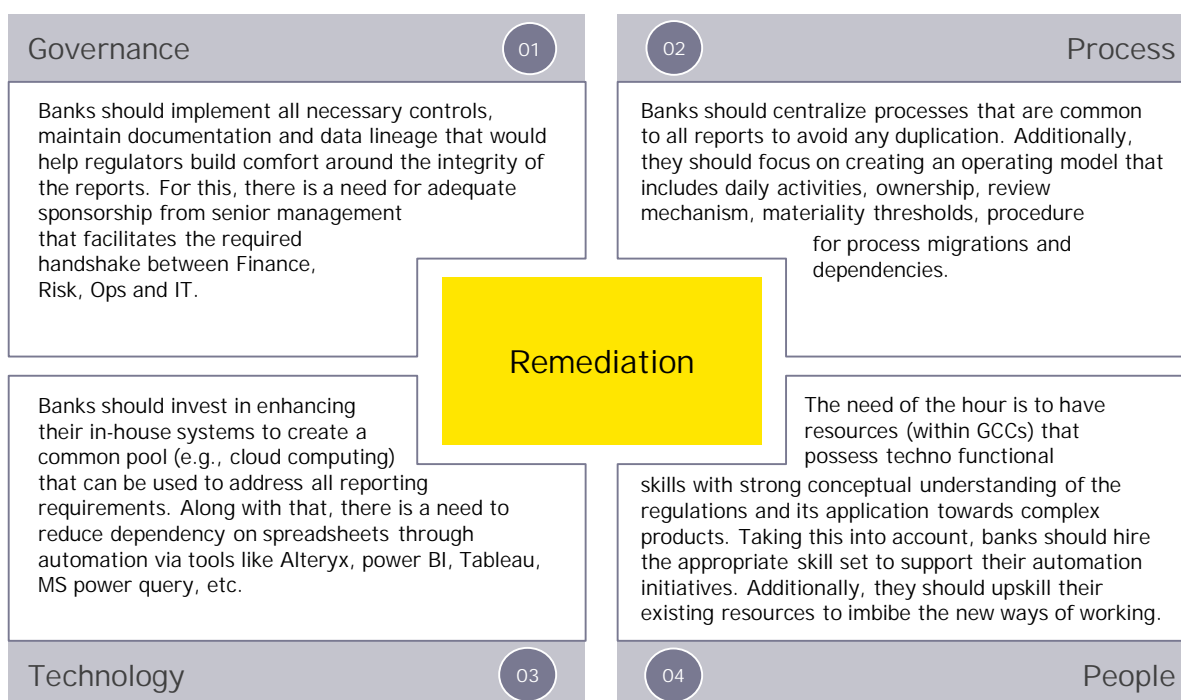 Governance
01
Banks should implement all necessary controls,
maintain documentation and data lineage that would
help regulators build comfort around the integrity of
the reports. For this, there is a need for adequate
sponsorship from senior management
that facilitates the required
handshake between Finance,
Risk, Ops and IT.
02
Process
Banks should centralize processes that are common
to all reports to avoid any duplication. Additionally,
they should focus on creating an operating model that
includes daily activities, ownership, review
mechanism, materiality thresholds, procedure
for process migrations and
dependencies.
Remediation
Banks should invest in enhancing
their in-house systems to create a
common pool (e.g., cloud computing)
that can be used to address all reporting
requirements. Along with that, there is a need to
reduce dependency on spreadsheets through
automation via tools like Alteryx, power BI, Tableau,
MS power query, etc.
Technology
03
The need of the hour is to have
resources (within GCCs) that
possess techno functional
skills with strong conceptual understanding of the
regulations and its application towards complex
products. Taking this into account, banks should hire
the appropriate skill set to support their automation
initiatives. Additionally, they should upskill their
existing resources to imbibe the new ways of working.
04
People